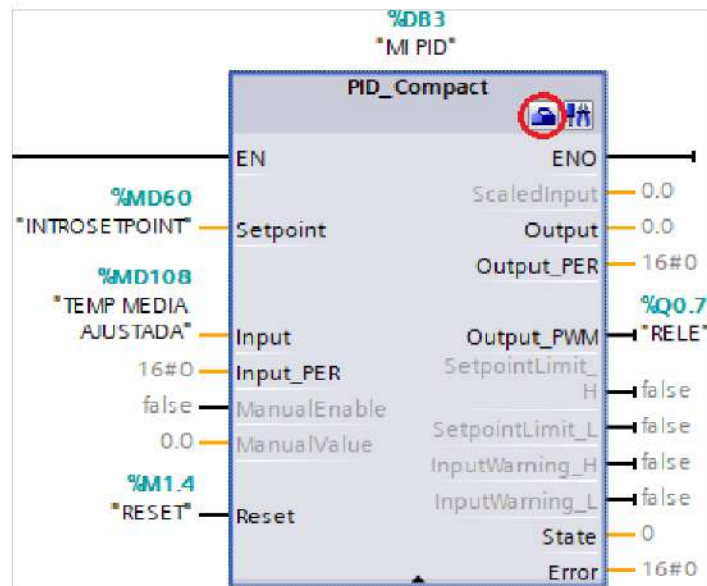 %DB3
"MI PID"
PID_Compact
EN ENO
ScaledInput 0.0
%MD60
"INTROSETPOINT" Setpoint Output 0.0
Output_PER 16#0
%MD108
"TEMP MEDIA
AJUSTADA" Input
%Q0.7
Output_PWM "RELE"
16#0 Input_PER
SetpointLimit_
H false
false ManualEnable
SetpointLimit_L false
0.0 ManualValue
InputWarning_H false
%M1.4
"RESET" Reset
InputWarning_L false
State 0
Error 16#0